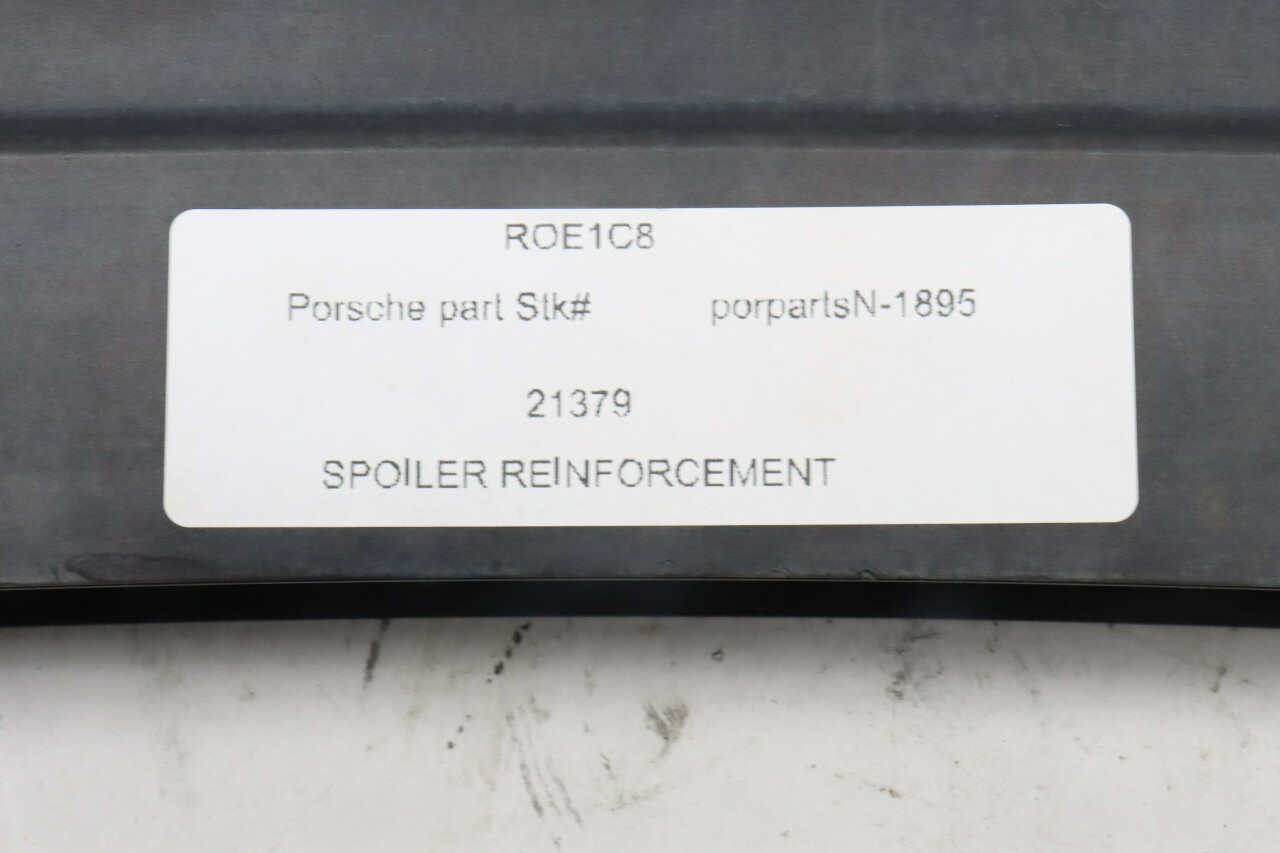 ROE1C8
Porsche part Stk# porpartsN-1895
21379
SPOILER REINFORCEMENT